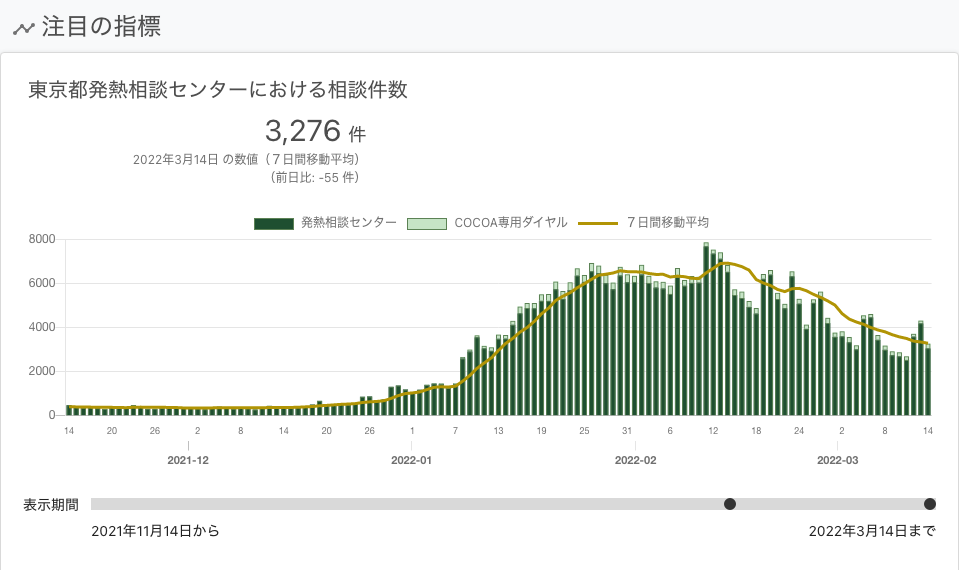 注目の指標
東京都発熱相談センターにおける相談件数
3,276 件
2022年3月14日 の数値（７日間移動平均）
（前日比: -55 件）
発熱相談センター COCOA専用ダイヤル ７日間移動平均
8000
6000
4000
2000
0
14 20 26 2 8 14 20 26 1 7 13 19 25 31 6 12 18 24 2 8 14
2021-12 2022-01 2022-02 2022-03
表示期間
2021年11月14日から 2022年3月14日まで